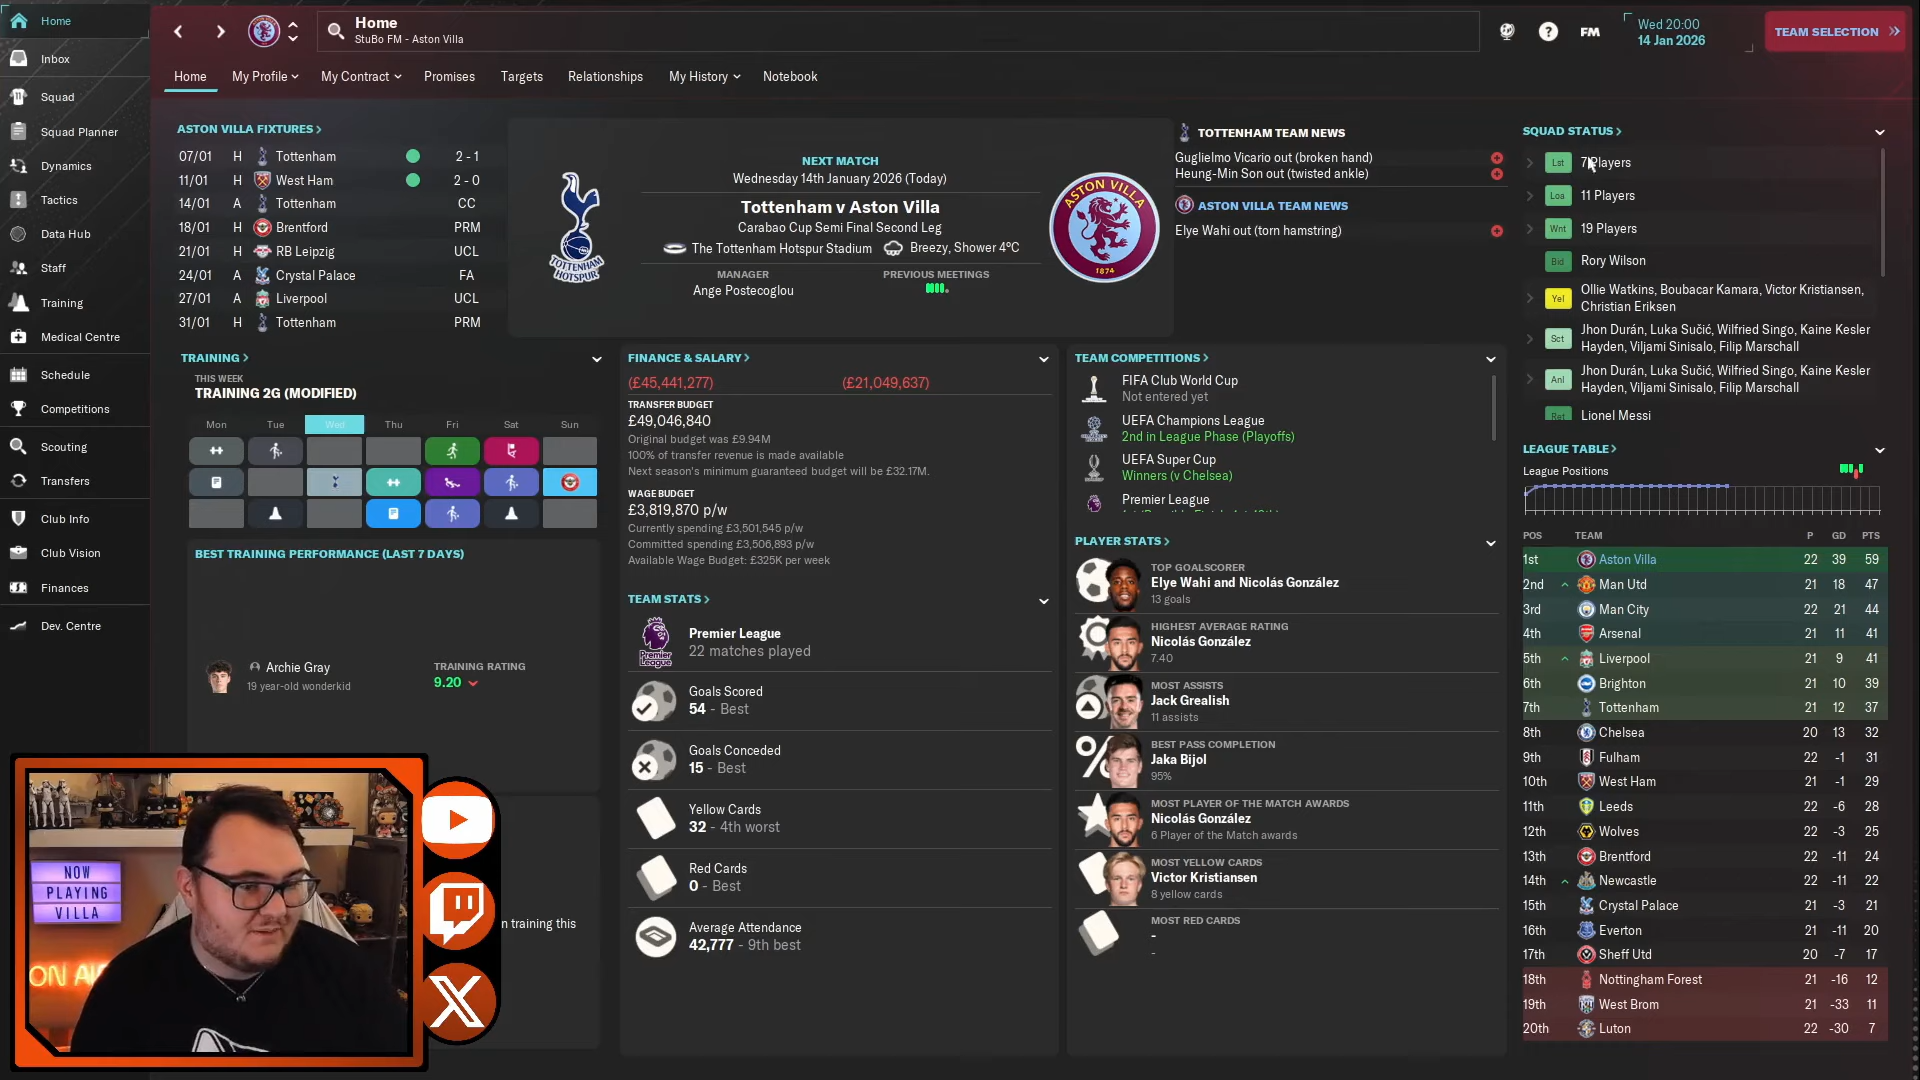 Home
Inbox
Squad
Squad Planner
Dynamics
Tactics
Data Hub
Staff
Training
Medical Centre
Schedule
Competitions
Scouting
Transfers
Club Info
Club Vision
Finances
Dev. Centre
Home
StuBo FM - Aston Villa
FM
Wed 20:00
14 Jan 2026
TEAM SELECTION
Home My Profile My Contract Promises Targets Relationships My History Notebook
ASTON VILLA FIXTURES
07/01 H Tottenham 2 - 1
11/01 H West Ham 2 - 0
14/01 A Tottenham CC
18/01 H Brentford PRM
21/01 H RB Leipzig UCL
24/01 A Crystal Palace FA
27/01 A Liverpool UCL
31/01 H Tottenham PRM
TOTTENHAM HOTSPUR
NEXT MATCH
Wednesday 14th January 2026 (Today)
Tottenham v Aston Villa
Carabao Cup Semi Final Second Leg
The Tottenham Hotspur Stadium Breezy, Shower 4°C
MANAGER
Ange Postecoglou
PREVIOUS MEETINGS
ASTON VILLA
1874
TOTTENHAM TEAM NEWS
Guglielmo Vicario out (broken hand)
Heung-Min Son out (twisted ankle)
ASTON VILLA TEAM NEWS
Elye Wahi out (torn hamstring)
TRAINING
THIS WEEK
TRAINING 2G (MODIFIED)
Mon Tue Wed Thu Fri Sat Sun
BEST TRAINING PERFORMANCE (LAST 7 DAYS)
Archie Gray
19 year-old wonderkid
TRAINING RATING
9.20
n training this
NOW
PLAYING
VILLA
ON AI
FINANCE & SALARY
(£45,441,277) (£21,049,637)
TRANSFER BUDGET
£49,046,840
Original budget was £9.94M
100% of transfer revenue is made available
Next season's minimum guaranteed budget will be £32.17M.
WAGE BUDGET
£3,819,870 p/w
Currently spending £3,501,545 p/w
Committed spending £3,506,893 p/w
Available Wage Budget: £325K per week
TEAM STATS
Premier League
22 matches played
Goals Scored
54 - Best
Goals Conceded
15 - Best
Yellow Cards
32 - 4th worst
Red Cards
0 - Best
Average Attendance
42,777 - 9th best
TEAM COMPETITIONS
FIFA Club World Cup
Not entered yet
UEFA Champions League
2nd in League Phase (Playoffs)
UEFA Super Cup
Winners (v Chelsea)
Premier League
PLAYER STATS
TOP GOALSCORER
Elye Wahi and Nicolás González
13 goals
HIGHEST AVERAGE RATING
Nicolás González
7.40
MOST ASSISTS
Jack Grealish
11 assists
BEST PASS COMPLETION
Jaka Bijol
95%
MOST PLAYER OF THE MATCH AWARDS
Nicolás González
6 Player of the Match awards
MOST YELLOW CARDS
Victor Kristiansen
8 yellow cards
MOST RED CARDS
-
-
SQUAD STATUS
Lst 7 Players
Loa 11 Players
Wnt 19 Players
Bid Rory Wilson
Yel Ollie Watkins, Boubacar Kamara, Victor Kristiansen,
Christian Eriksen
Sct Jhon Durán, Luka Sučić, Wilfried Singo, Kaine Kesler
Hayden, Viljami Sinisalo, Filip Marschall
Anl Jhon Durán, Luka Sučić, Wilfried Singo, Kaine Kesler
Hayden, Viljami Sinisalo, Filip Marschall
Ret Lionel Messi
LEAGUE TABLE
League Positions
POS TEAM P GD PTS
1st Aston Villa 22 39 59
2nd Man Utd 21 18 47
3rd Man City 22 21 44
4th Arsenal 21 11 41
5th Liverpool 21 9 41
6th Brighton 21 10 39
7th Tottenham 21 12 37
8th Chelsea 20 13 32
9th Fulham 22 -1 31
10th West Ham 21 -1 29
11th Leeds 22 -6 28
12th Wolves 22 -3 25
13th Brentford 22 -11 24
14th Newcastle 22 -11 22
15th Crystal Palace 21 -3 21
16th Everton 21 -11 20
17th Sheff Utd 20 -7 17
18th Nottingham Forest 21 -16 12
19th West Brom 21 -33 11
20th Luton 22 -30 7